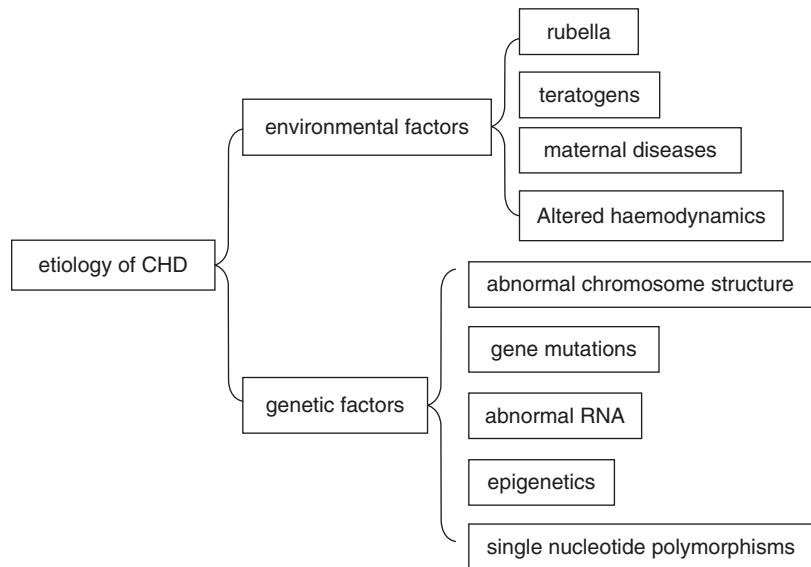 rubella
teratogens
environmental factors
maternal diseases
Altered haemodynamics
etiology of CHD
abnormal chromosome structure
gene mutations
genetic factors
abnormal RNA
epigenetics
single nucleotide polymorphisms